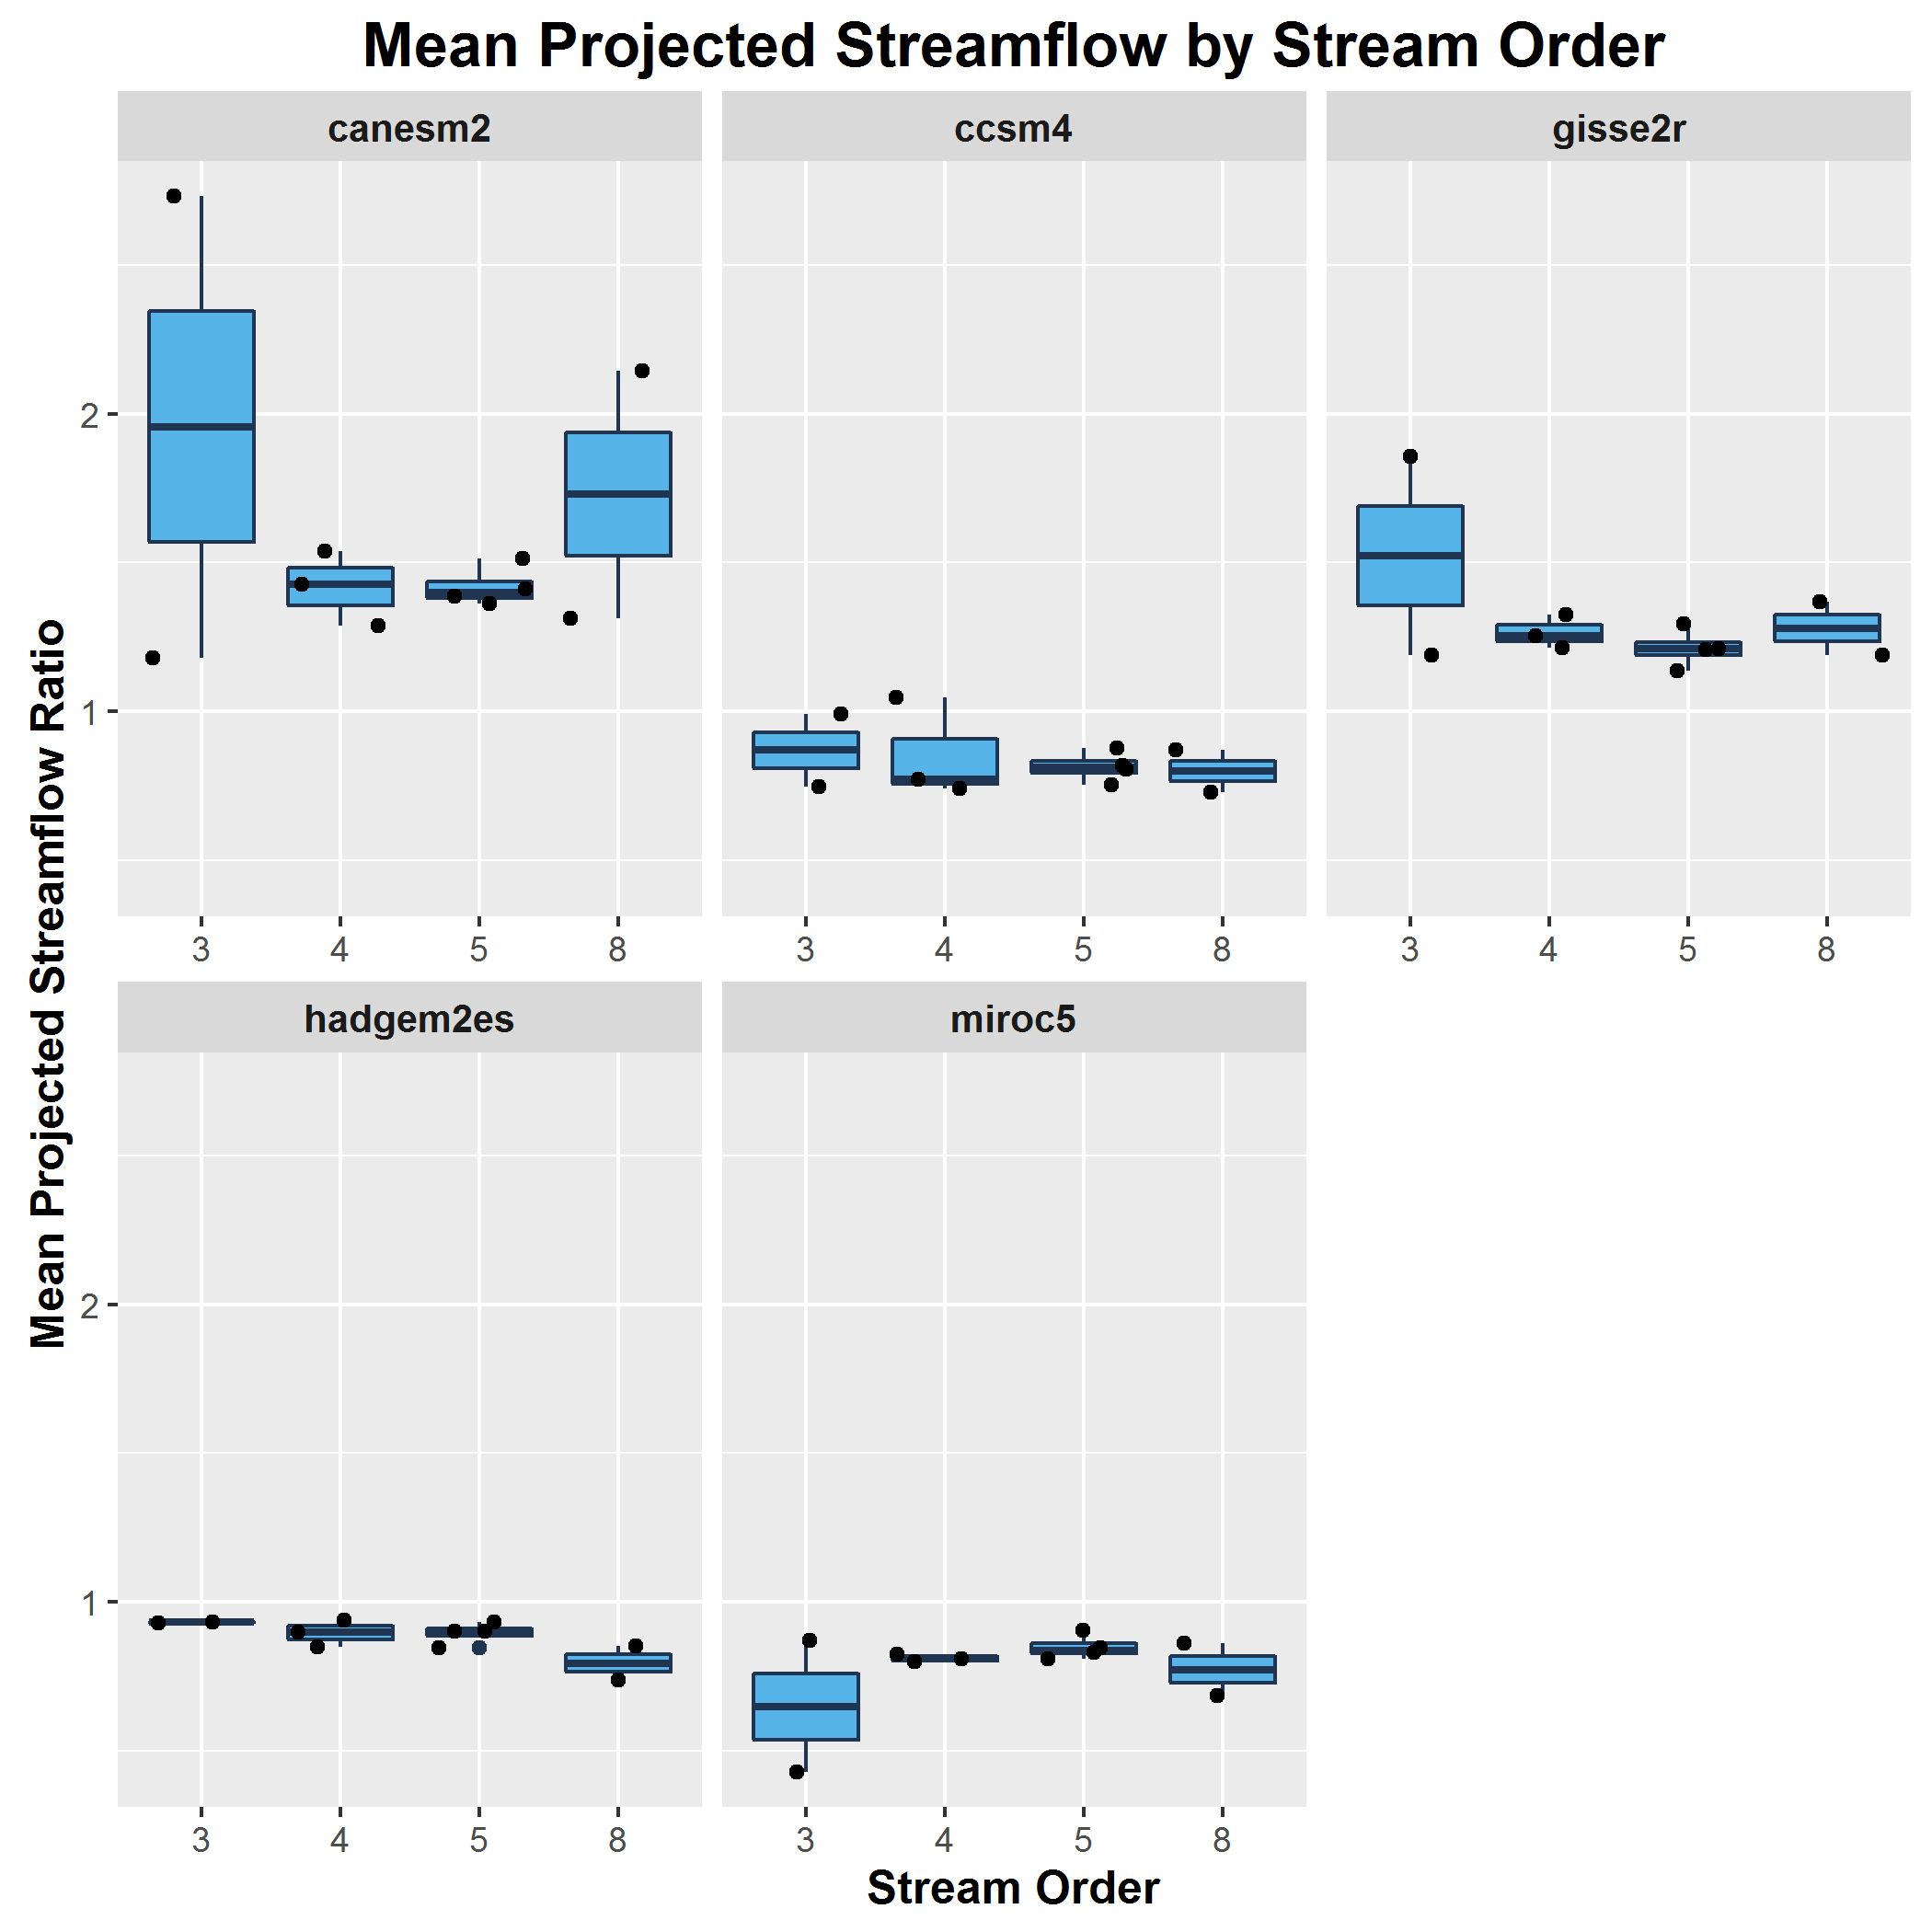 Mean Projected Streamflow by Stream Order
canesm2 ccsm4 gisse2r
2
1
3 4 5 8 3 4 5 8 3 4 5 8
Mean Projected Streamflow Ratio
hadgem2es miroc5
2
1
3 4 5 8 3 4 5 8
Stream Order